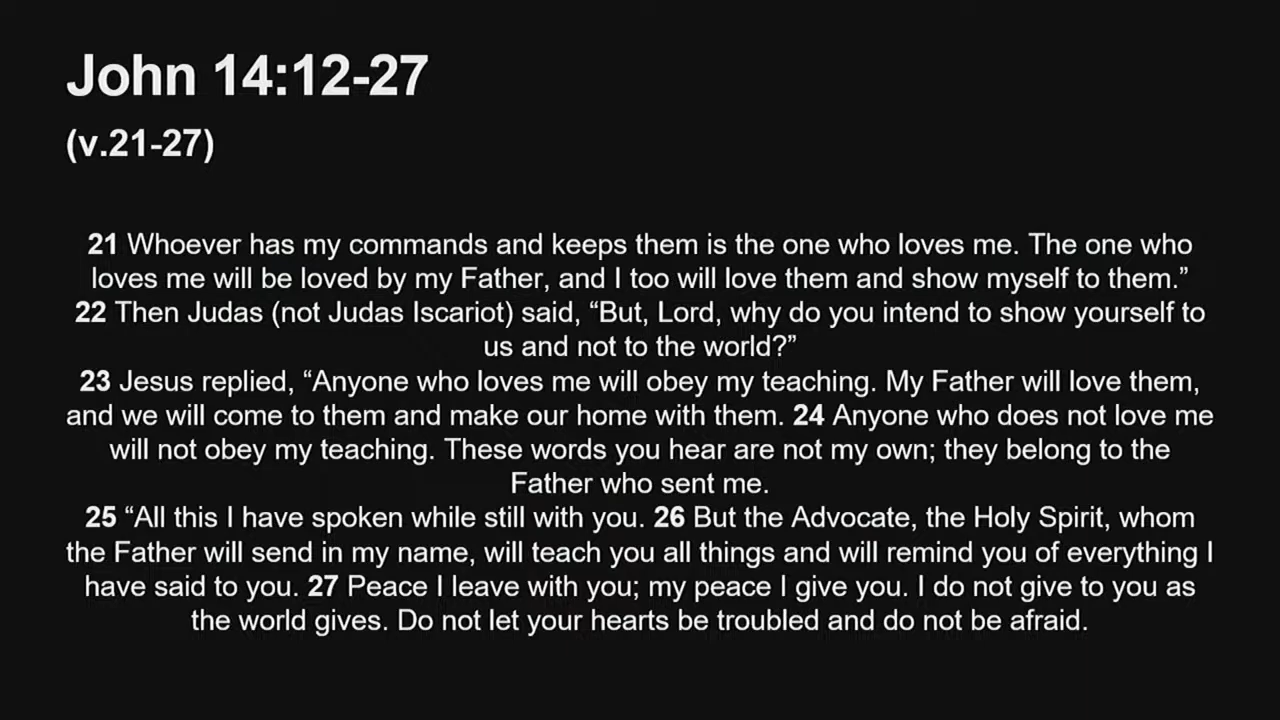 John 14:12-27
(v.21-27)
21 Whoever has my commands and keeps them is the one who loves me. The one who
loves me will be loved by my Father, and I too will love them and show myself to them.”
22 Then Judas (not Judas Iscariot) said, “But, Lord, why do you intend to show yourself to
us and not to the world?”
23 Jesus replied, “Anyone who loves me will obey my teaching. My Father will love them,
and we will come to them and make our home with them. 24 Anyone who does not love me
will not obey my teaching. These words you hear are not my own; they belong to the
Father who sent me.
25 “All this I have spoken while still with you. 26 But the Advocate, the Holy Spirit, whom
the Father will send in my name, will teach you all things and will remind you of everything I
have said to you. 27 Peace I leave with you; my peace I give you. I do not give to you as
the world gives. Do not let your hearts be troubled and do not be afraid.